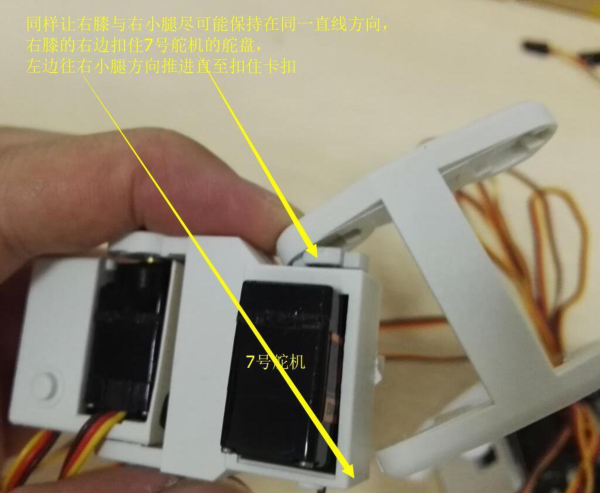 同样让右膝与右小腿尽可能保持在同一直线方向,
右膝的右边扣住7号舵机的舵盘,
左边往右小腿方向推进直至扣住卡扣
7号舵机